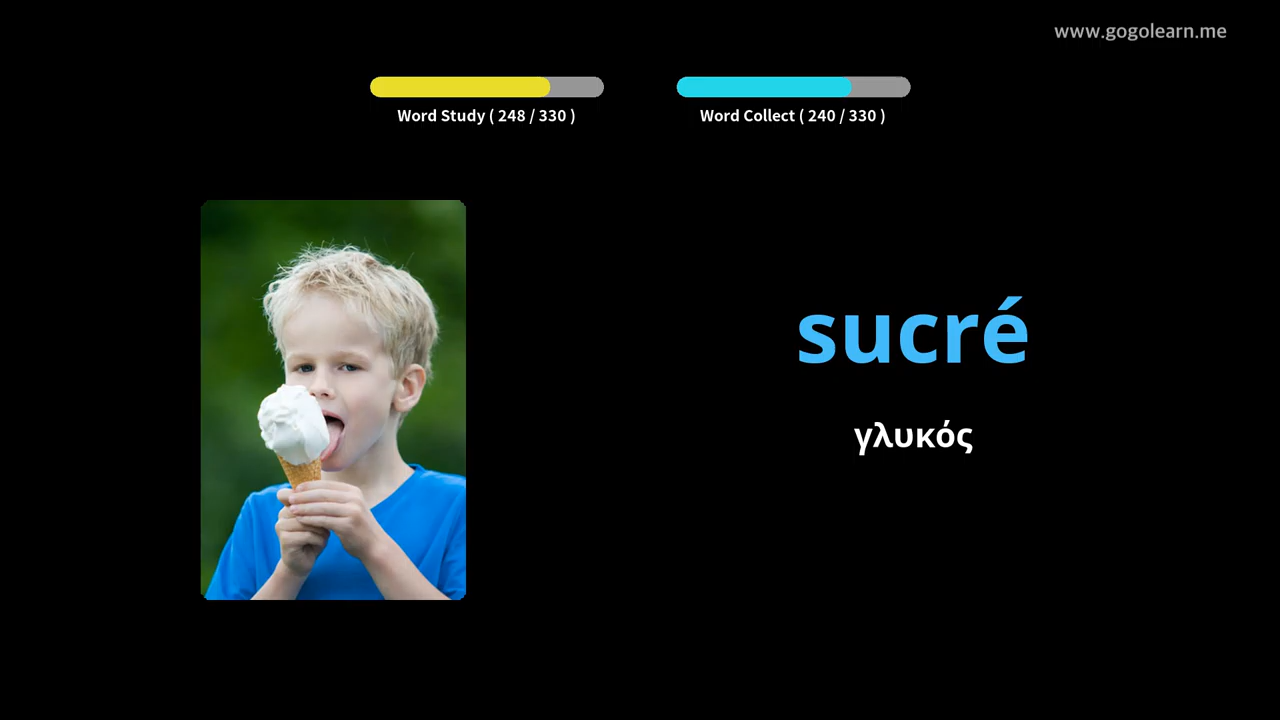 www.gogolearn.me
Word Study ( 248 / 330 )
Word Collect ( 240 / 330 )
sucré
γλυκός